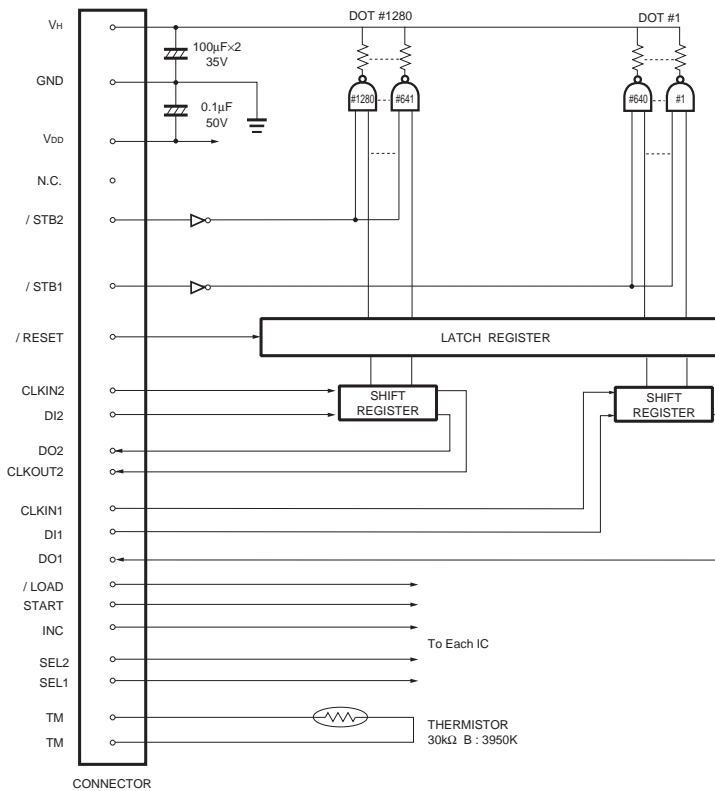 DOT #1280
DOT #1
VH
100μF×2
35V
GND
0.1μF
50V
#1280
#641
#640
#1
VDD
N.C.
/ STB2
/ STB1
/ RESET
LATCH REGISTER
CLKIN2
SHIFT
REGISTER
SHIFT
REGISTER
DI2
DO2
CLKOUT2
CLKIN1
DI1
DO1
/ LOAD
START
INC
To Each IC
SEL2
SEL1
TM
THERMISTOR
30kΩ B : 3950K
TM
CONNECTOR